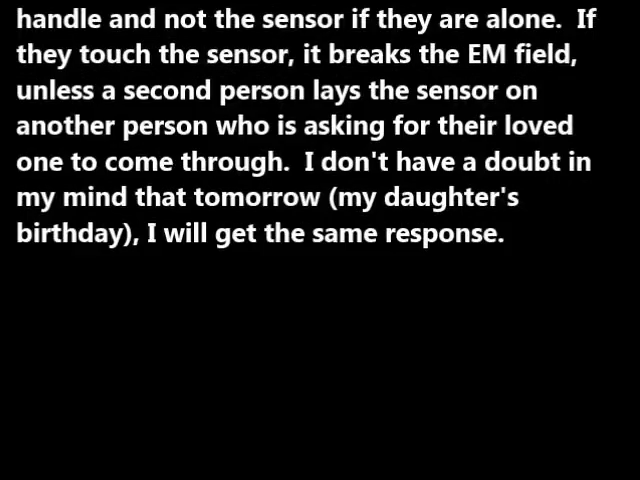 handle and not the sensor if they are alone.  If
they touch the sensor, it breaks the EM field,
unless a second person lays the sensor on
another person who is asking for their loved
one to come through.  I don't have a doubt in
my mind that tomorrow (my daughter's
birthday), I will get the same response.